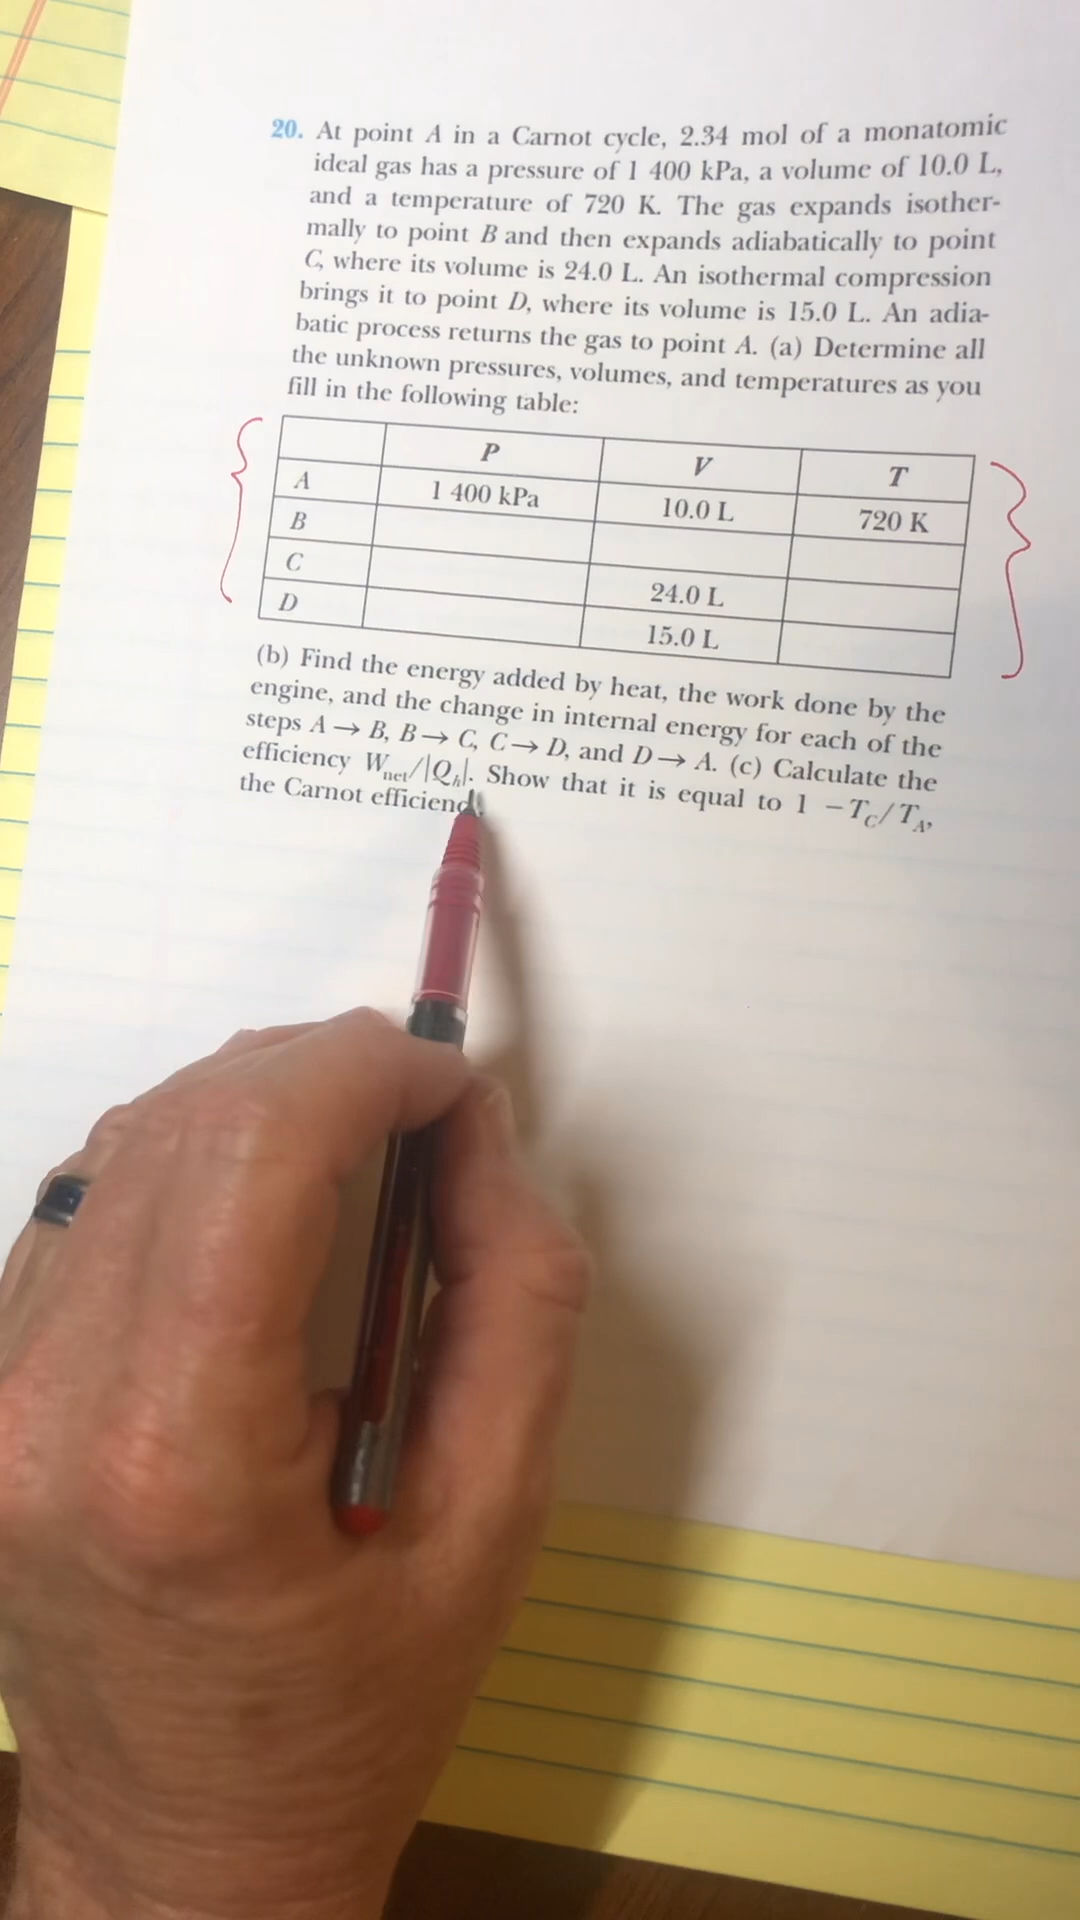 20. At point A in a Carnot cycle, 2.34 mol of a monatomic
ideal gas has a pressure of 1 400 kPa, a volume of 10.0 L,
and a temperature of 720 K. The gas expands isother-
mally to point B and then expands adiabatically to point
C, where its volume is 24.0 L. An isothermal compression
brings it to point D, where its volume is 15.0 L. An adia-
batic process returns the gas to point A. (a) Determine all
the unknown pressures, volumes, and temperatures as you
fill in the following table:
P V T
A 1 400 kPa 10.0 L 720 K
B
C 24.0 L
D 15.0 L
(b) Find the energy added by heat, the work done by the
engine, and the change in internal energy for each of the
steps A → B, B → C, C → D, and D → A. (c) Calculate the
efficiency W_net/|Q_h|. Show that it is equal to 1 − T_C/T_A,
the Carnot